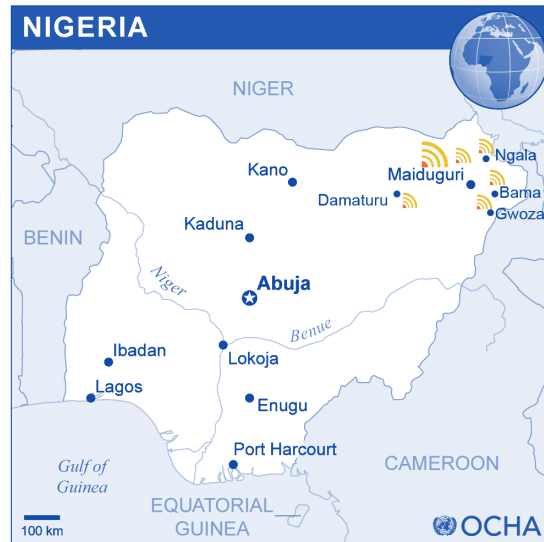 NIGERIA
NIGER
Ngala
Kano
Maiduguri
Damaturu
Bama
Gwoza
Kaduna
BENIN
Niger
Abuja
Benue
Ibadan
Lokoja
Lagos
Enugu
Port Harcourt
Gulf of
Guinea
CAMEROON
EQUATORIAL
GUINEA
100 km
OCHA